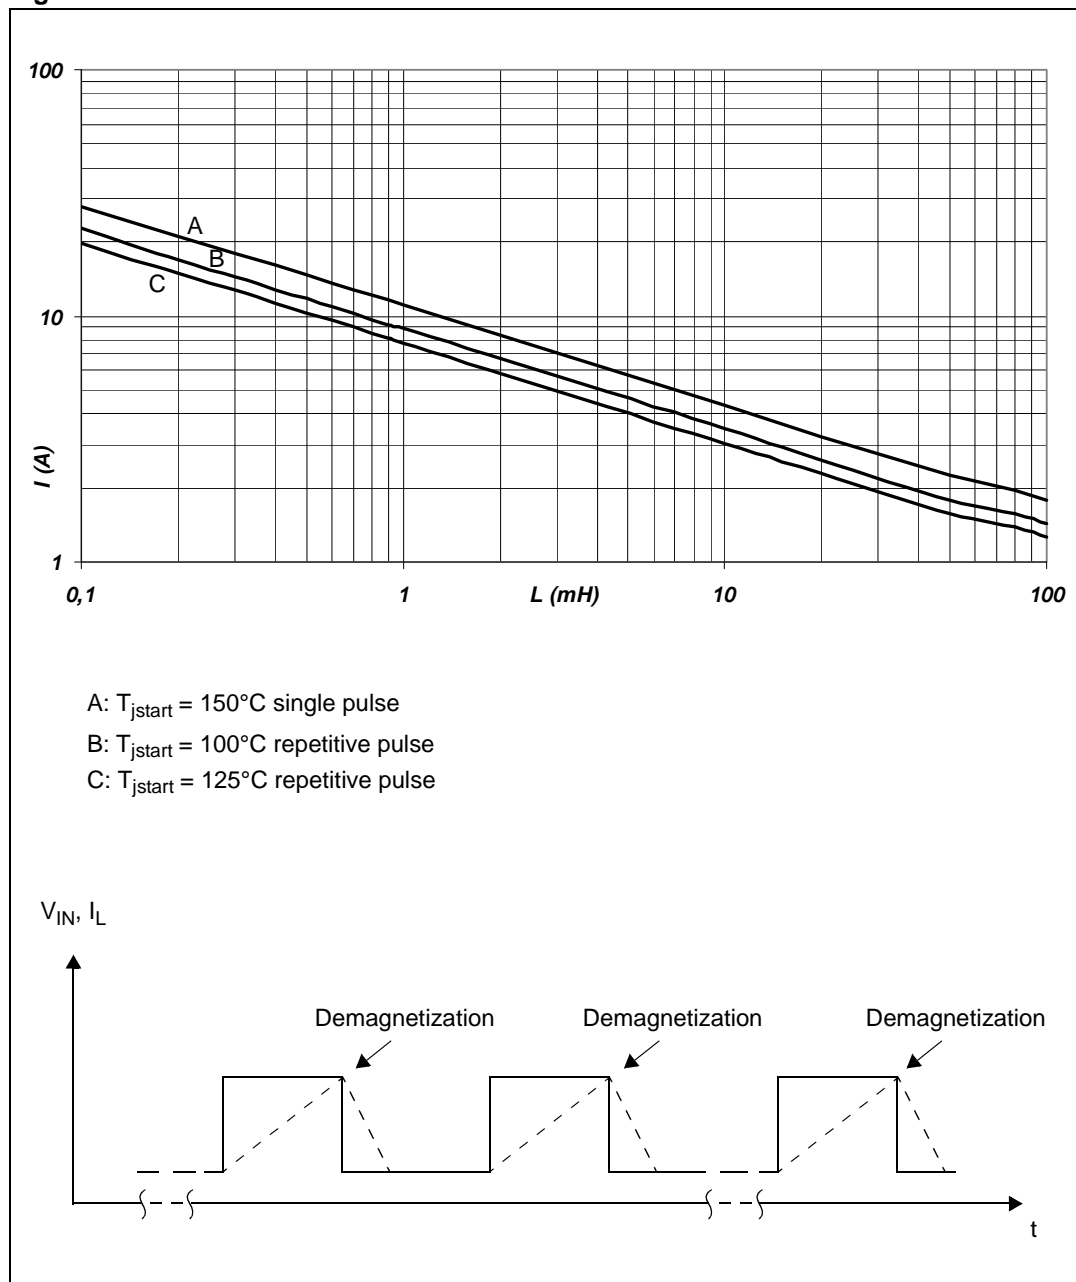 100
A
B
C
10
I (A)
1
0,1
1
L (mH)
10
100
A: Tjstart = 150°C single pulse
B: Tjstart = 100°C repetitive pulse
C: Tjstart = 125°C repetitive pulse
VIN, IL
Demagnetization
Demagnetization
Demagnetization
t